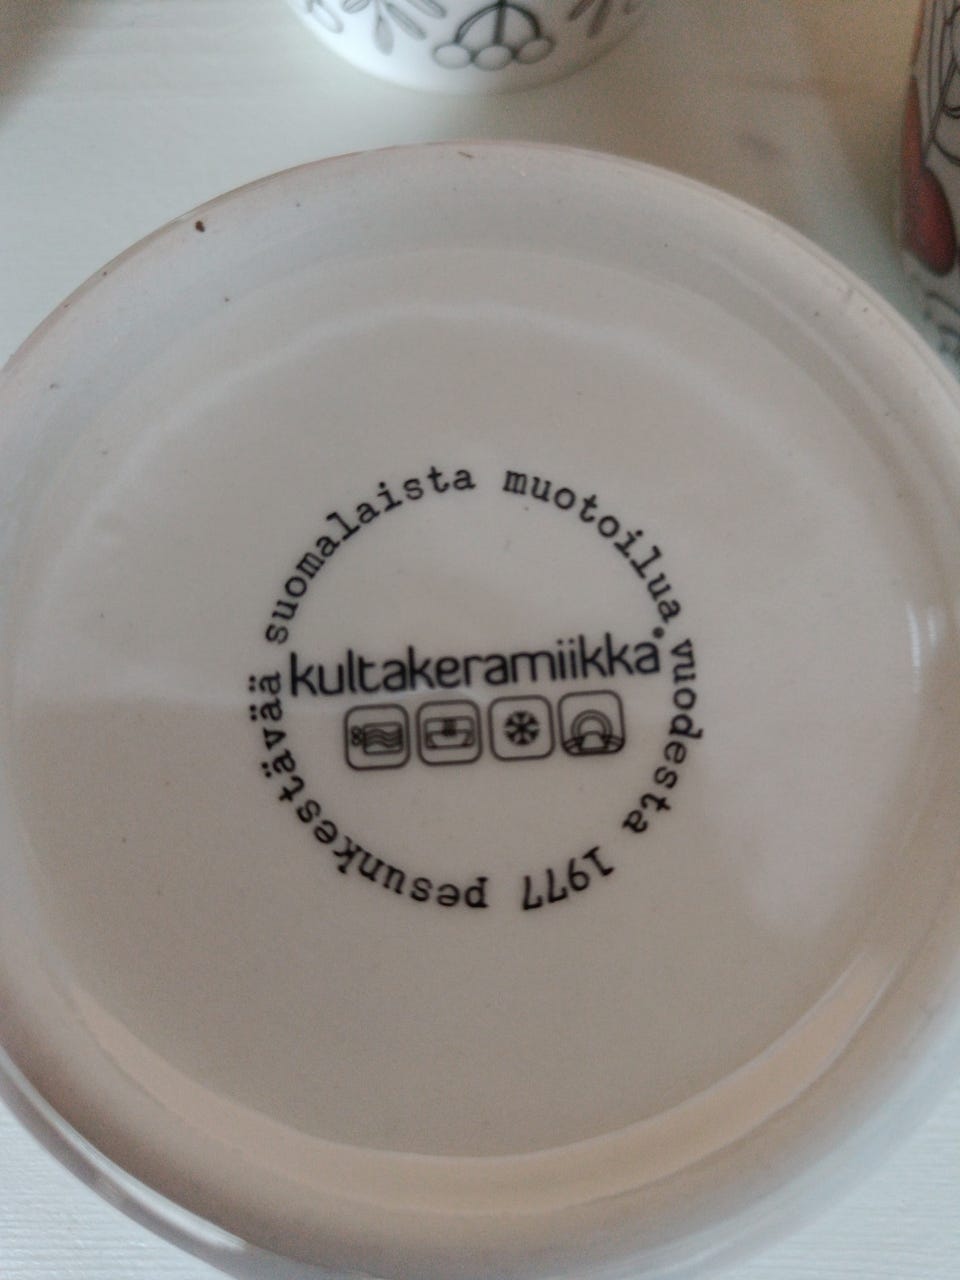 suomalaista muotoilua vuodesta 1977 pesunkestävää
kultakeramiikka